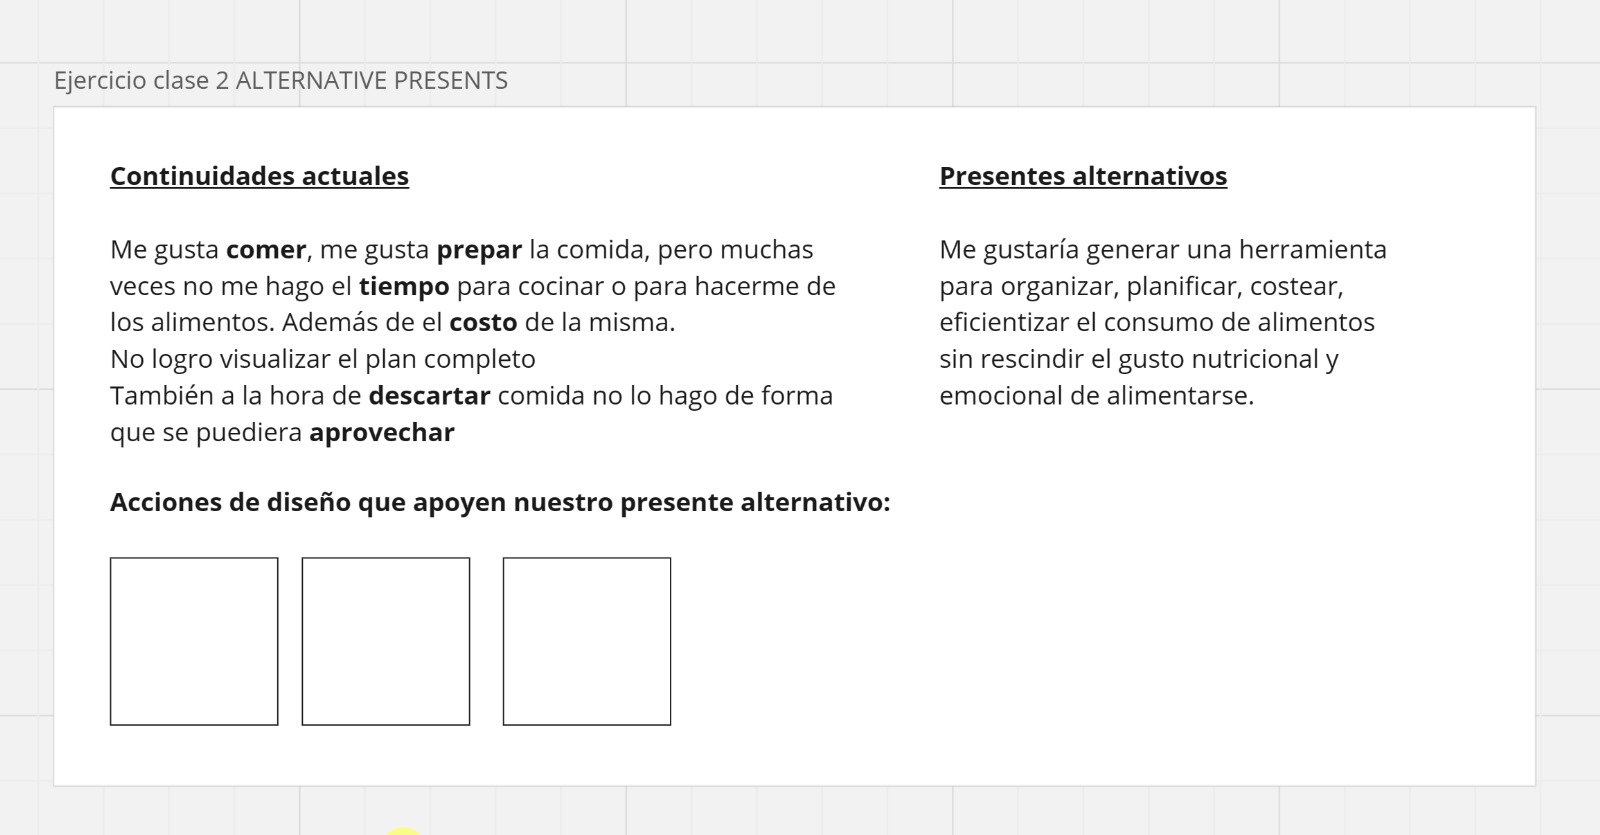 Ejercicio clase 2 ALTERNATIVE PRESENTS
Continuidades actuales
Me gusta comer, me gusta prepar la comida, pero muchas
veces no me hago el tiempo para cocinar o para hacerme de
los alimentos. Además de el costo de la misma.
No logro visualizar el plan completo
También a la hora de descartar comida no lo hago de forma
que se puediera aprovechar
Presentes alternativos
Me gustaría generar una herramienta
para organizar, planificar, costear,
eficientizar el consumo de alimentos
sin rescindir el gusto nutricional y
emocional de alimentarse.
Acciones de diseño que apoyen nuestro presente alternativo: